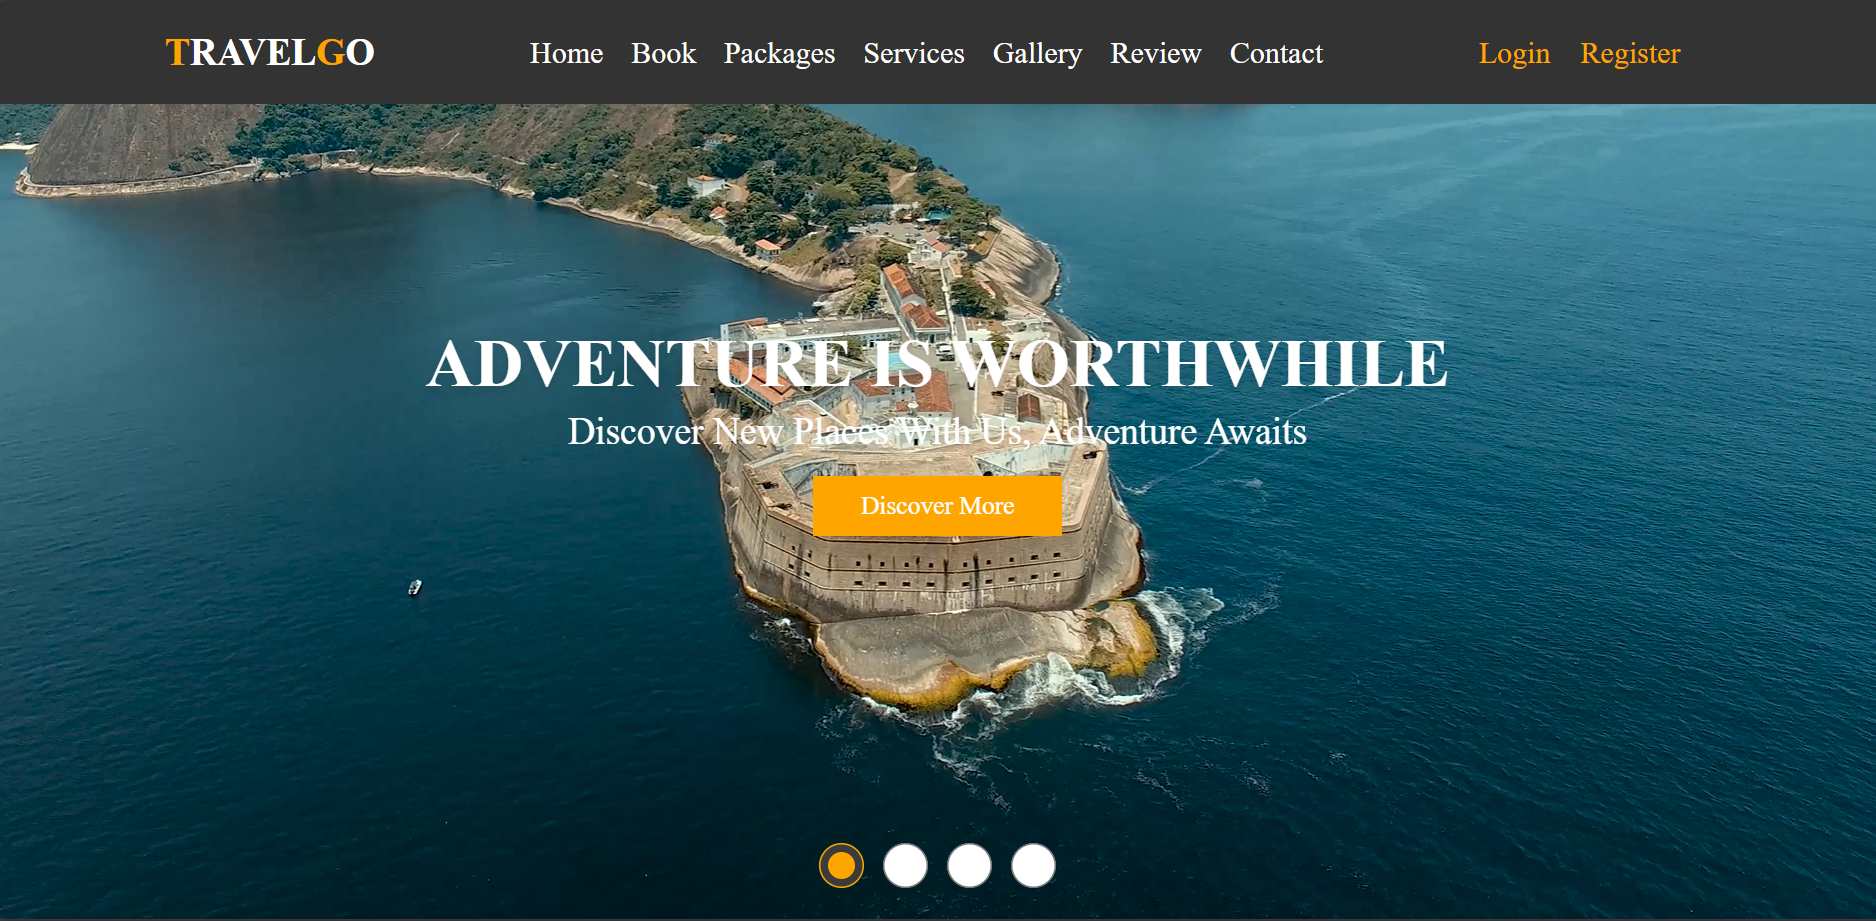 TRAVELGO Home Book Packages Services Gallery Review Contact Login Register
ADVENTURE IS WORTHWHILE
Discover New Places With Us, Adventure Awaits
Discover More